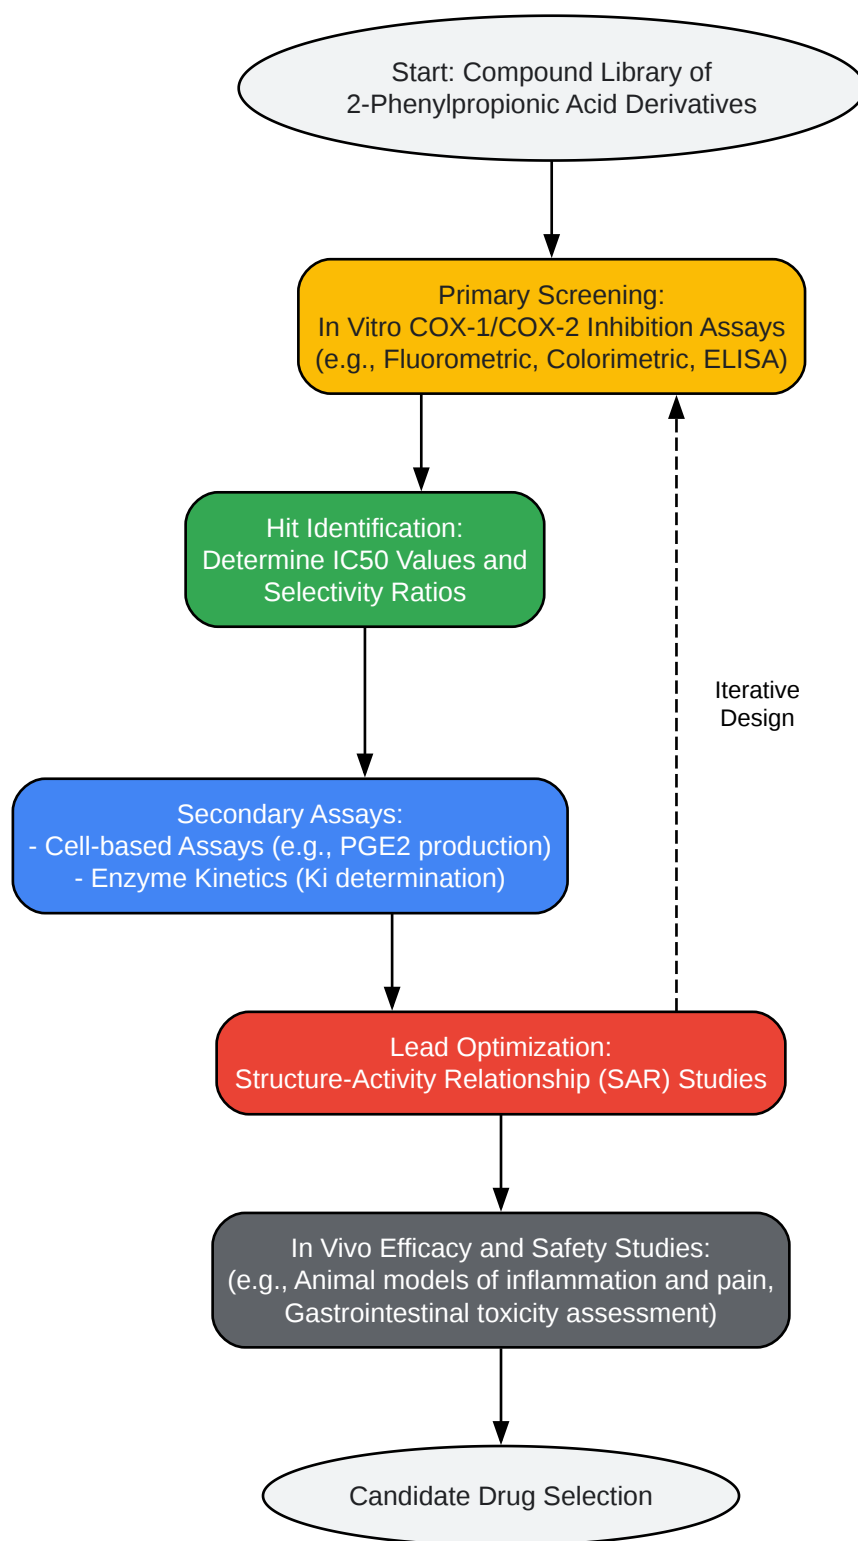 Start: Compound Library of
2-Phenylpropionic Acid Derivatives
Primary Screening:
In Vitro COX-1/COX-2 Inhibition Assays
(e.g., Fluorometric, Colorimetric, ELISA)
Hit Identification:
Determine IC50 Values and
Selectivity Ratios
Iterative
Design
Secondary Assays:
- Cell-based Assays (e.g., PGE2 production)
- Enzyme Kinetics (Ki determination)
Lead Optimization:
Structure-Activity Relationship (SAR) Studies
In Vivo Efficacy and Safety Studies:
(e.g., Animal models of inflammation and pain,
Gastrointestinal toxicity assessment)
Candidate Drug Selection